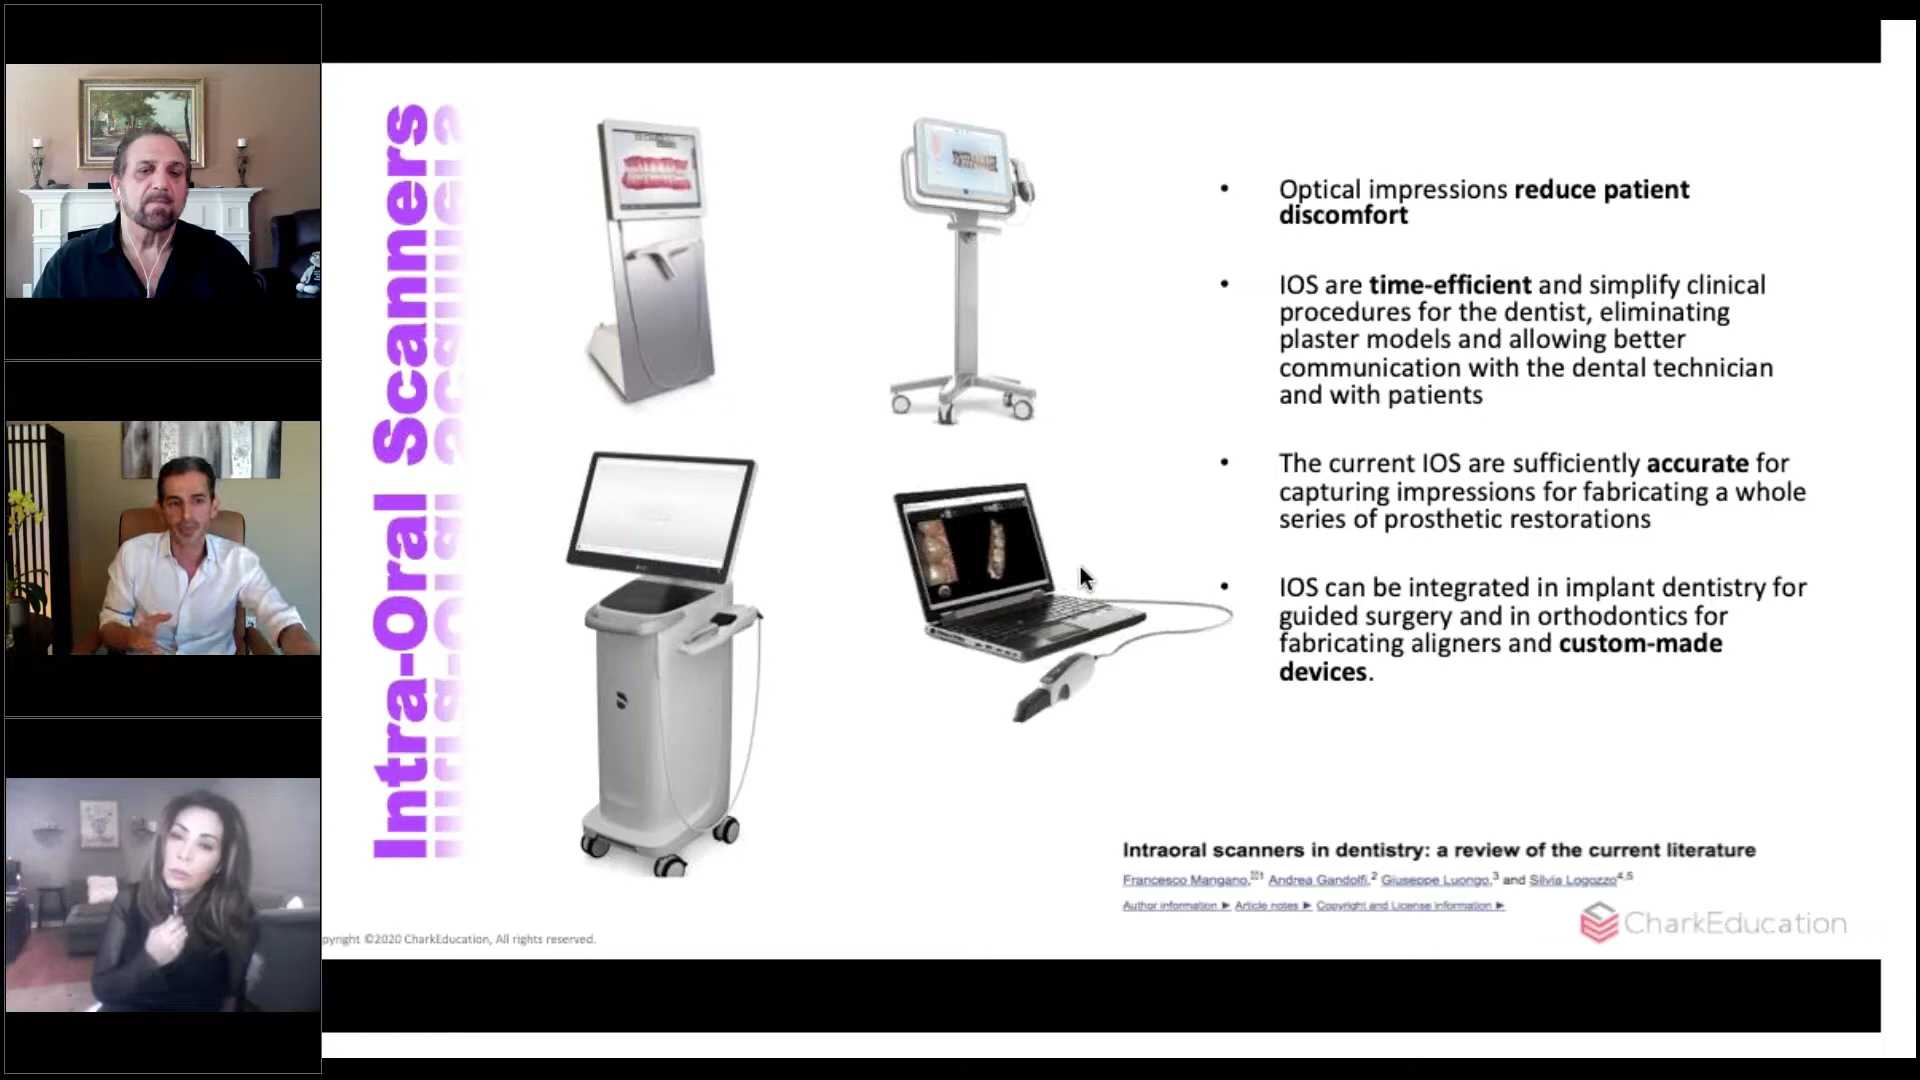 Intra-Oral Scanners
• Optical impressions reduce patient
discomfort
• IOS are time-efficient and simplify clinical
procedures for the dentist, eliminating
plaster models and allowing better
communication with the dental technician
and with patients
• The current IOS are sufficiently accurate for
capturing impressions for fabricating a whole
series of prosthetic restorations
• IOS can be integrated in implant dentistry for
guided surgery and in orthodontics for
fabricating aligners and custom-made
devices.
Intraoral scanners in dentistry: a review of the current literature
Francesco Mangano,✉1 Andrea Gandolfi,2 Giuseppe Luongo,3 and Silvia Logozzo4,5
Author information ► Article notes ► Copyright and License information ►
CharkEducation
pyright ©2020 CharkEducation, All rights reserved.